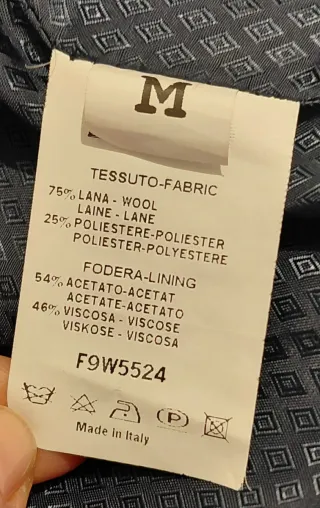 M
TESSUTO-FABRIC
75% LANA - WOOL
LAINE - LANE
25% POLIESTERE-POLIESTER
POLIESTER-POLYESTERE
FODERA-LINING
54% ACETATO-ACETAT
ACETATE-ACETATO
46% VISCOSA - VISCOSE
VISKOSE - VISCOSA
F9W5524
P
Made in Italy